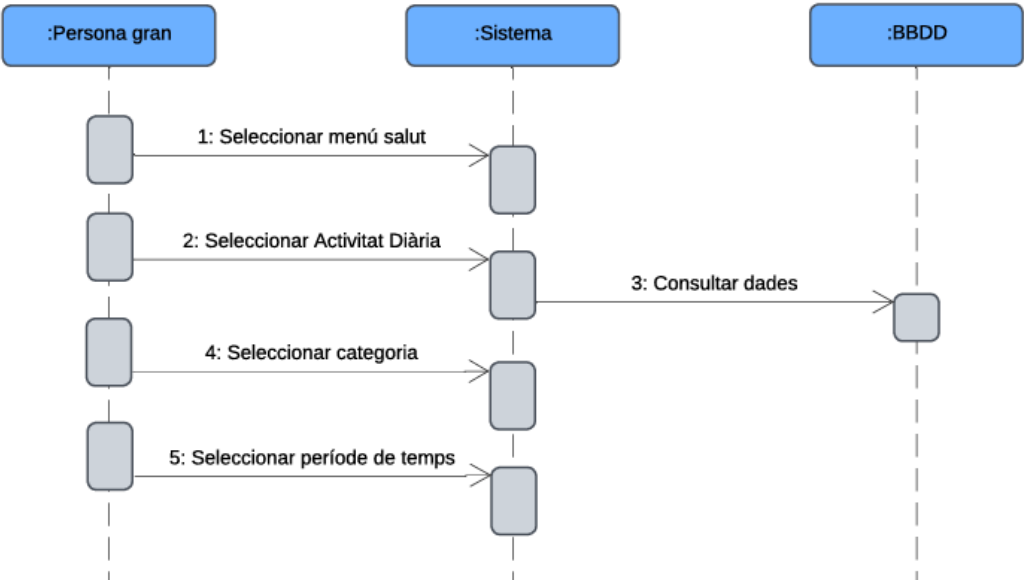 :Persona gran
:Sistema
:BBDD
1: Seleccionar menú salut
2: Seleccionar Activitat Diària
3: Consultar dades
4: Seleccionar categoria
5: Seleccionar període de temps